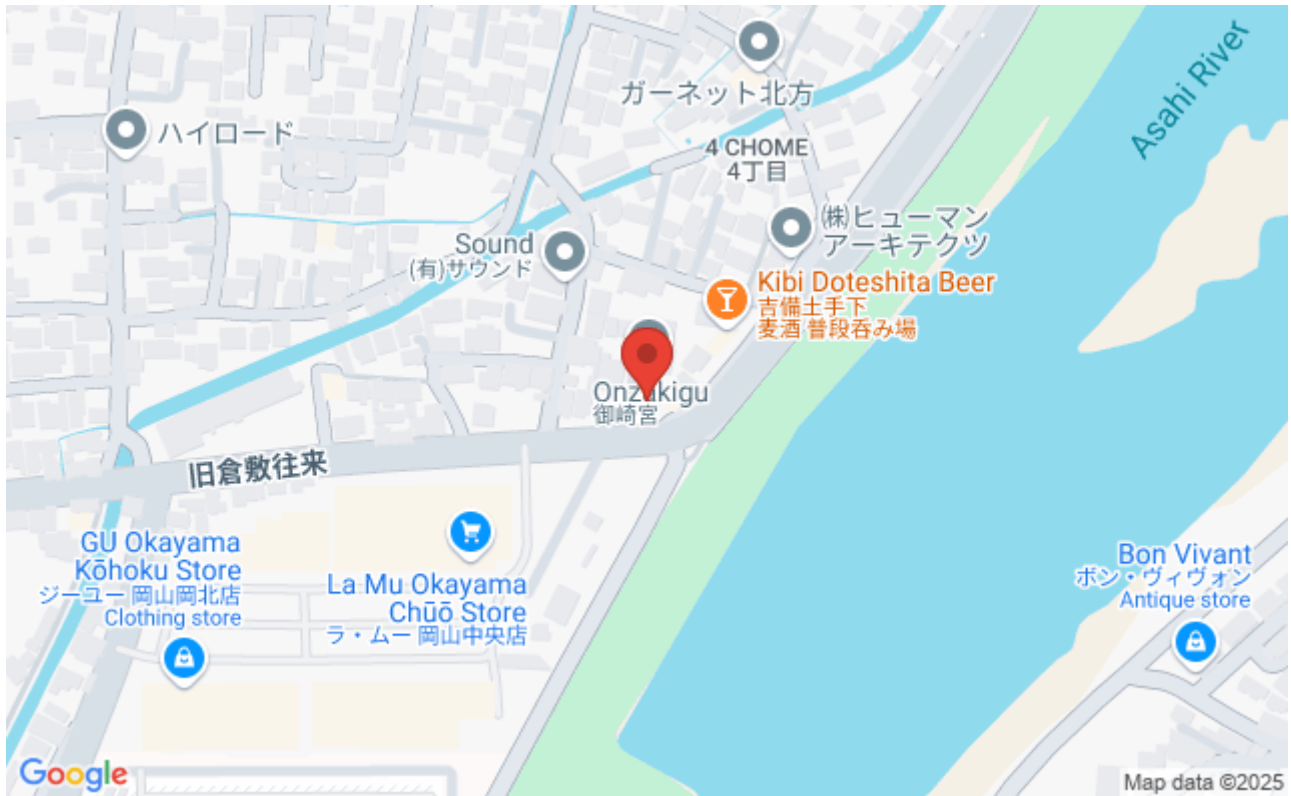 Asahi River
ガーネット北方
ハイロード
4 CHOME
4丁目
㈱ヒューマン
アーキテクツ
Sound
(有)サウンド
Kibi Doteshita Beer
吉備土手下
麦酒 普段呑み場
Onzakigu
御崎宮
旧倉敷往来
GU Okayama
Kōhoku Store
ジーユー 岡山岡北店
Clothing store
La Mu Okayama
Chūō Store
ラ・ムー 岡山中央店
Bon Vivant
ボン・ヴィヴォン
Antique store
Google
Map data ©2025